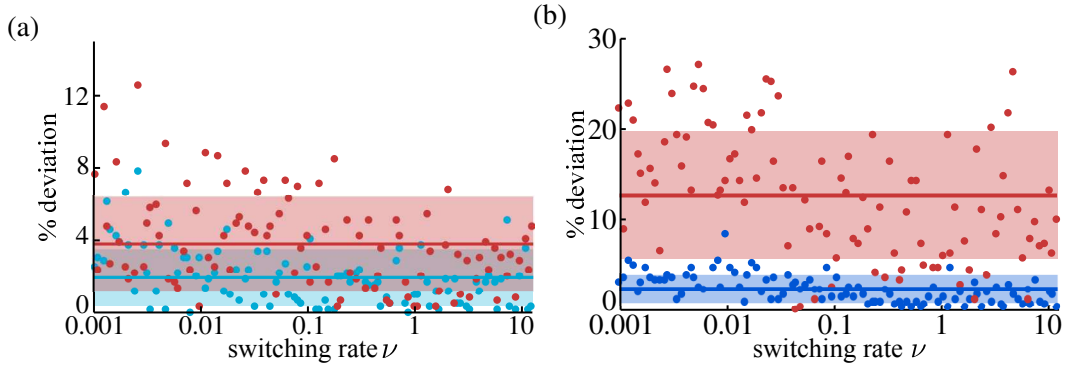 (a)
% deviation
12
8
4
0
0.001 0.01 0.1 1 10
switching rate ν
(b)
% deviation
30
20
10
0
0.001 0.01 0.1 1 10
switching rate ν